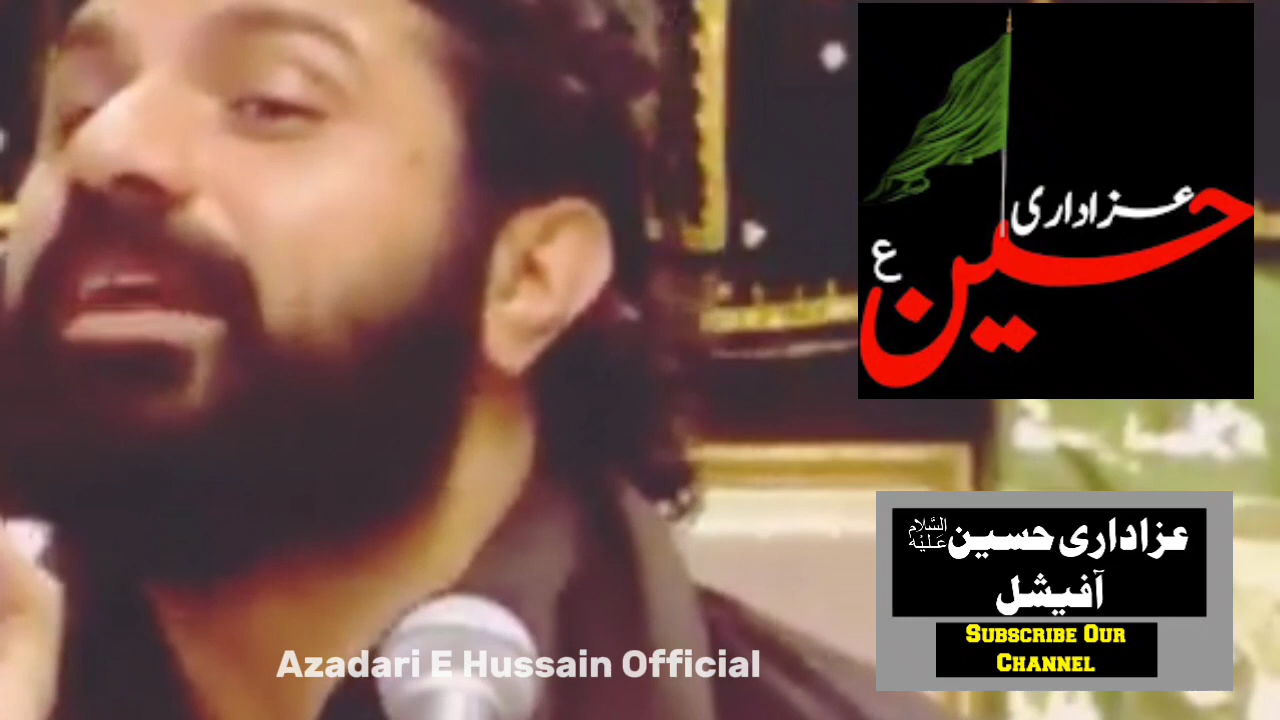 عزاداری
حسین
ع
عزاداری حسین علیہ السلام
آفیشل
SUBSCRIBE OUR
CHANNEL
Azadari E Hussain Official